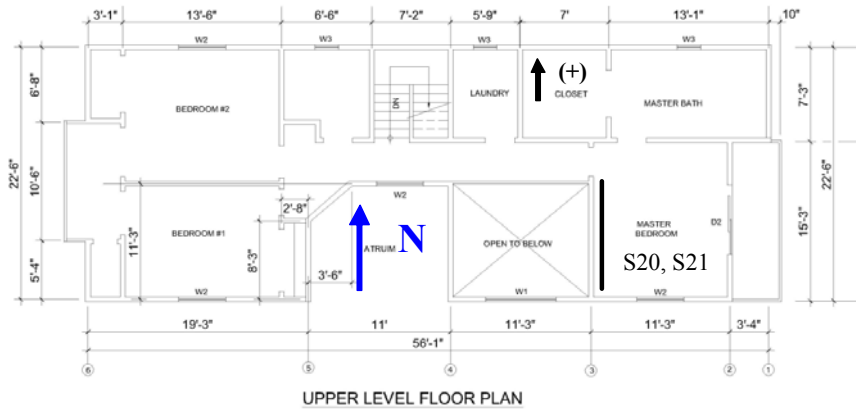 3'-1" 13'-6" 6'-6" 7'-2" 5'-9" 7' 13'-1" 10"
W2 W3 W3 W3
(+)
6'-8" LAUNDRY CLOSET 7'-3"
BEDROOM #2 DN MASTER BATH
22'-6" 10'-6" 22'-6"
W2
2'-8"
BEDROOM #1 ATRUIM N OPEN TO BELOW MASTER BEDROOM D2 15'-3"
11'-3" 8'-3" S20, S21
5'-4" 3'-6"
W2 W1 W2
19'-3" 11' 11'-3" 11'-3" 3'-4"
56'-1"
6 5 4 3 2 1
UPPER LEVEL FLOOR PLAN